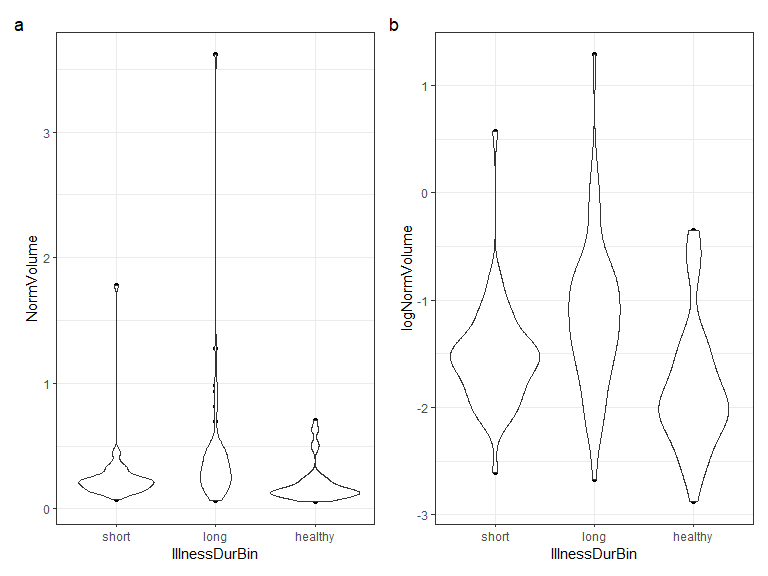 a
NormVolume
3
2
1
0
short long healthy
IllnessDurBin
b
logNormVolume
1
0
-1
-2
-3
short long healthy
IllnessDurBin